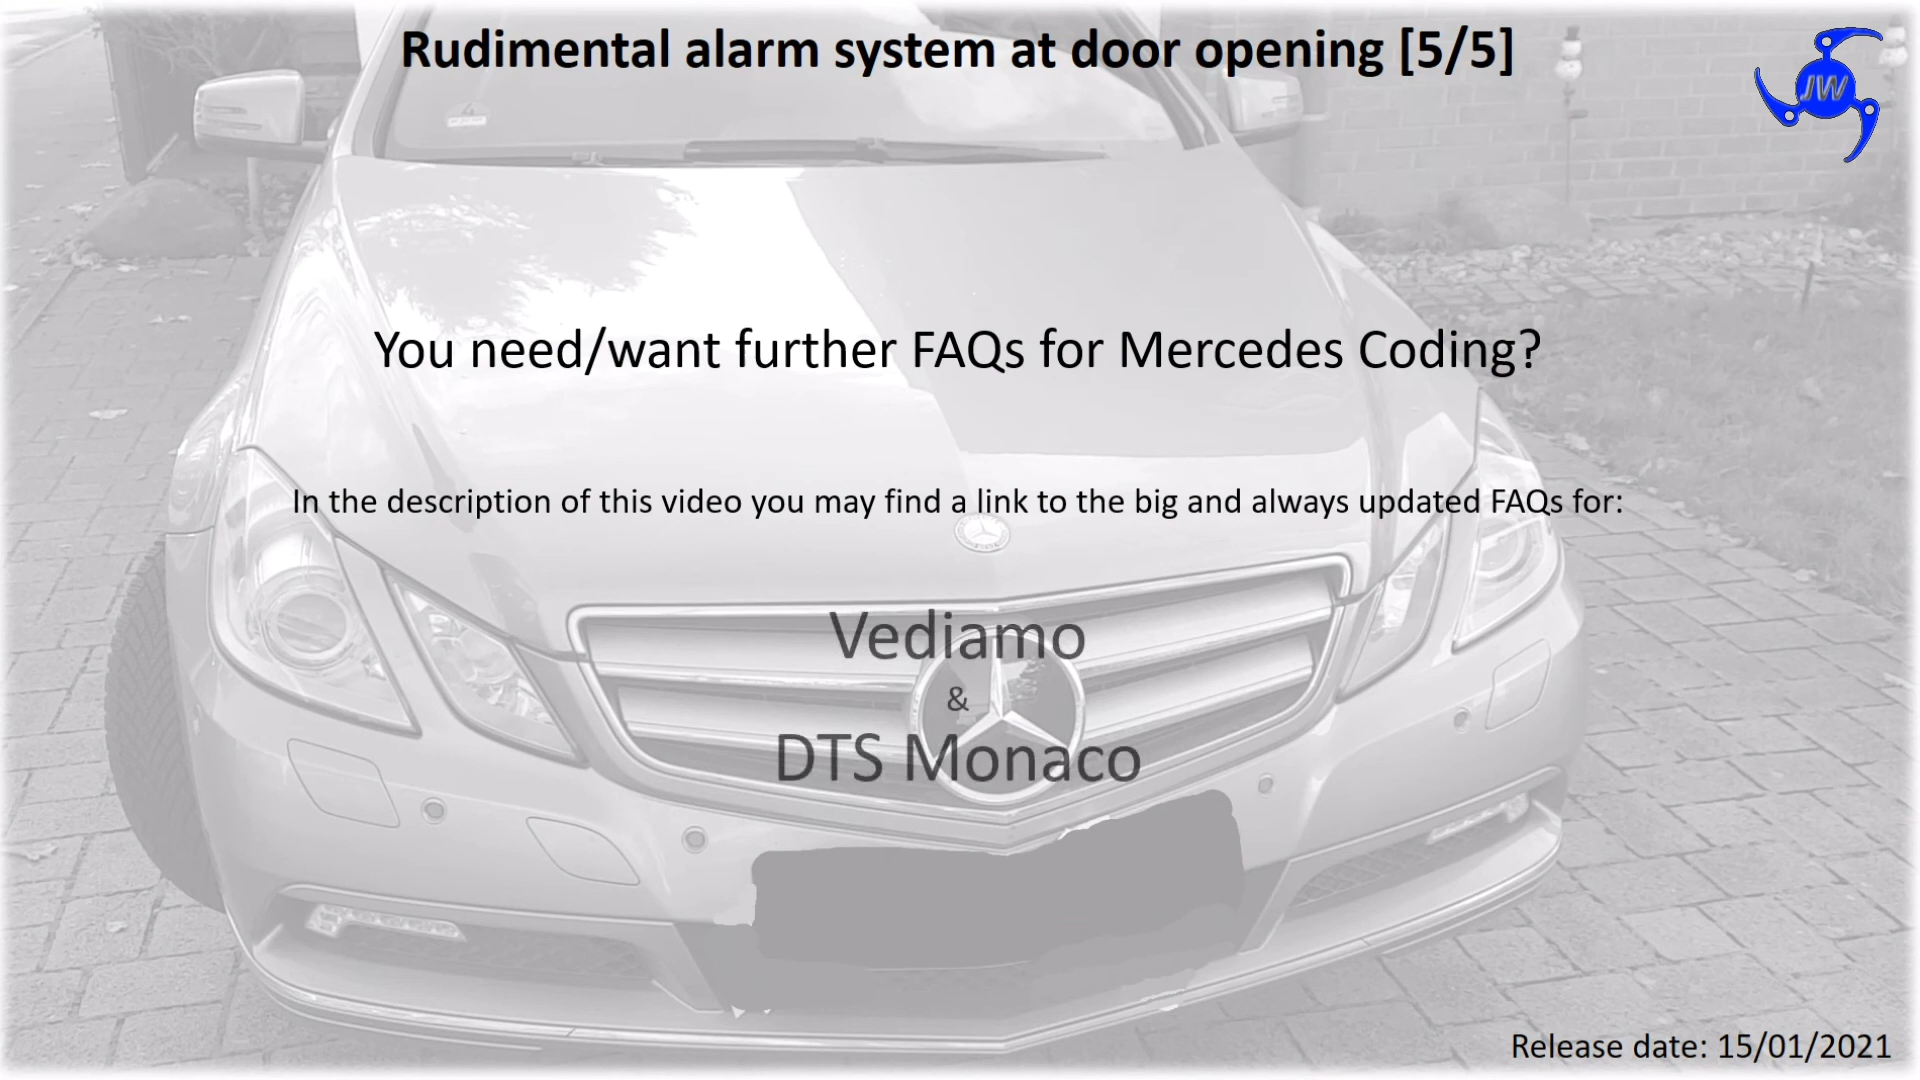 Rudimental alarm system at door opening [5/5]
JW
You need/want further FAQs for Mercedes Coding?
In the description of this video you may find a link to the big and always updated FAQs for:
Vediamo
&
DTS Monaco
Release date: 15/01/2021